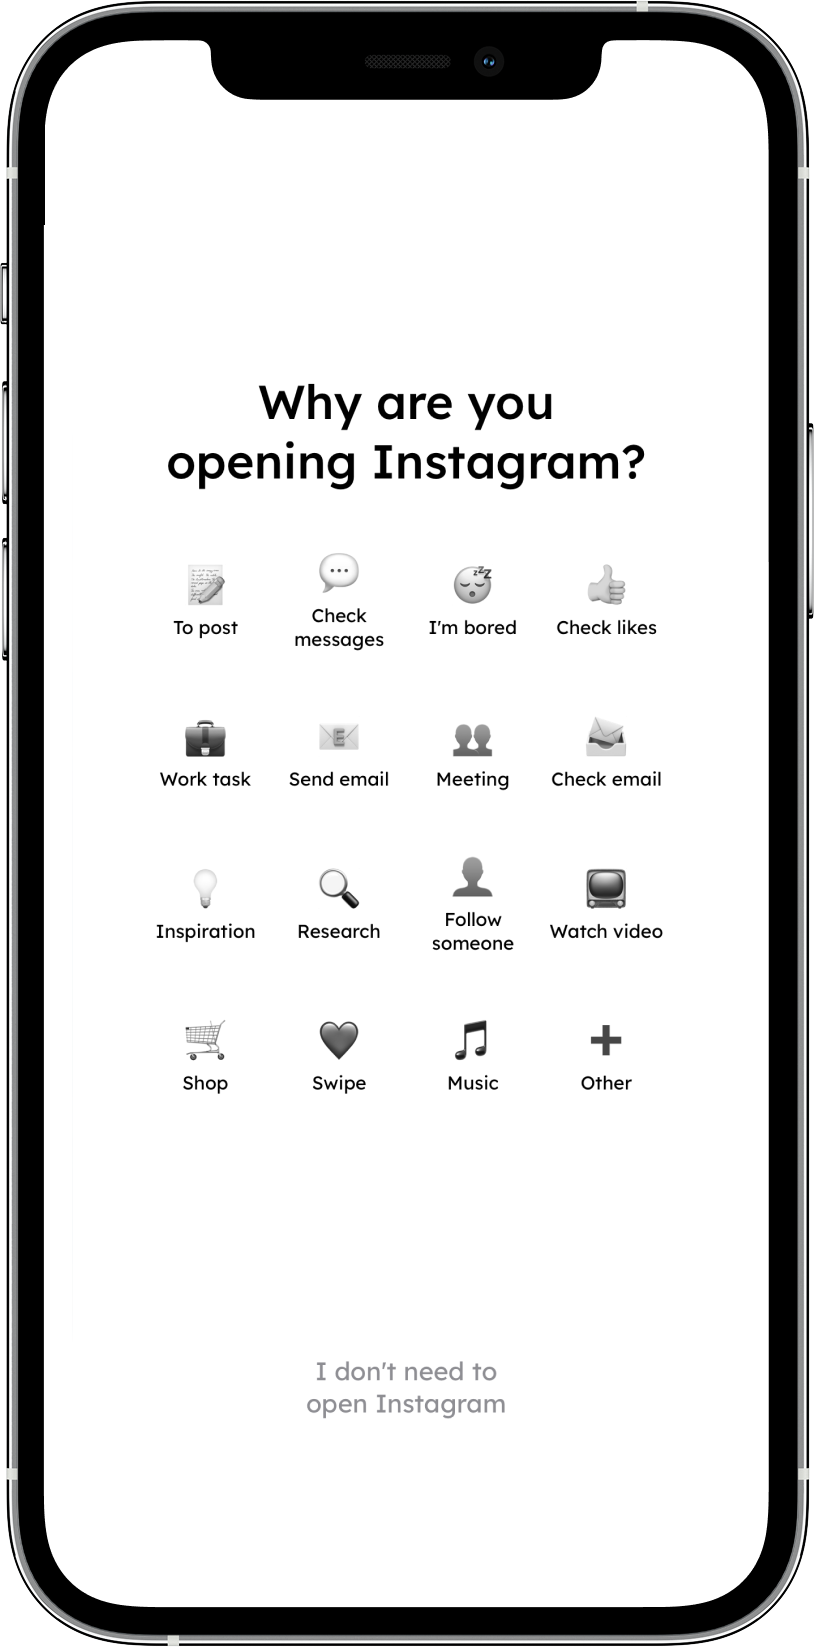 Why are you
opening Instagram?
To post
Check
messages
I'm bored
Check likes
Work task
Send email
Meeting
Check email
Inspiration
Research
Follow
someone
Watch video
Shop
Swipe
Music
Other
I don't need to
open Instagram